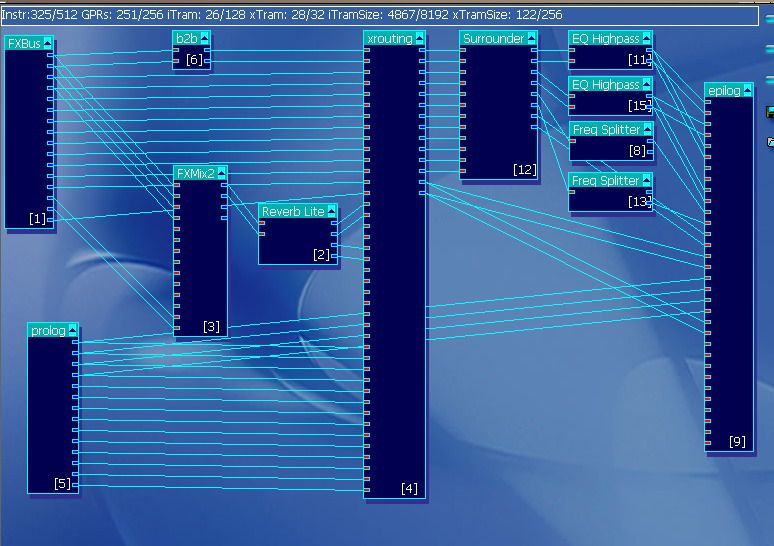 Instr:325/512 GPRs: 251/256 iTram: 26/128 xTram: 28/32 iTramSize: 4867/8192 xTramSize: 122/256
FXBus
[1]
b2b
[6]
FXMix2
[3]
Reverb Lite
[2]
prolog
[5]
xrouting
[4]
Surrounder
[12]
EQ Highpass
[11]
EQ Highpass
[15]
Freq Splitter
[8]
Freq Splitter
[13]
epilog
[9]